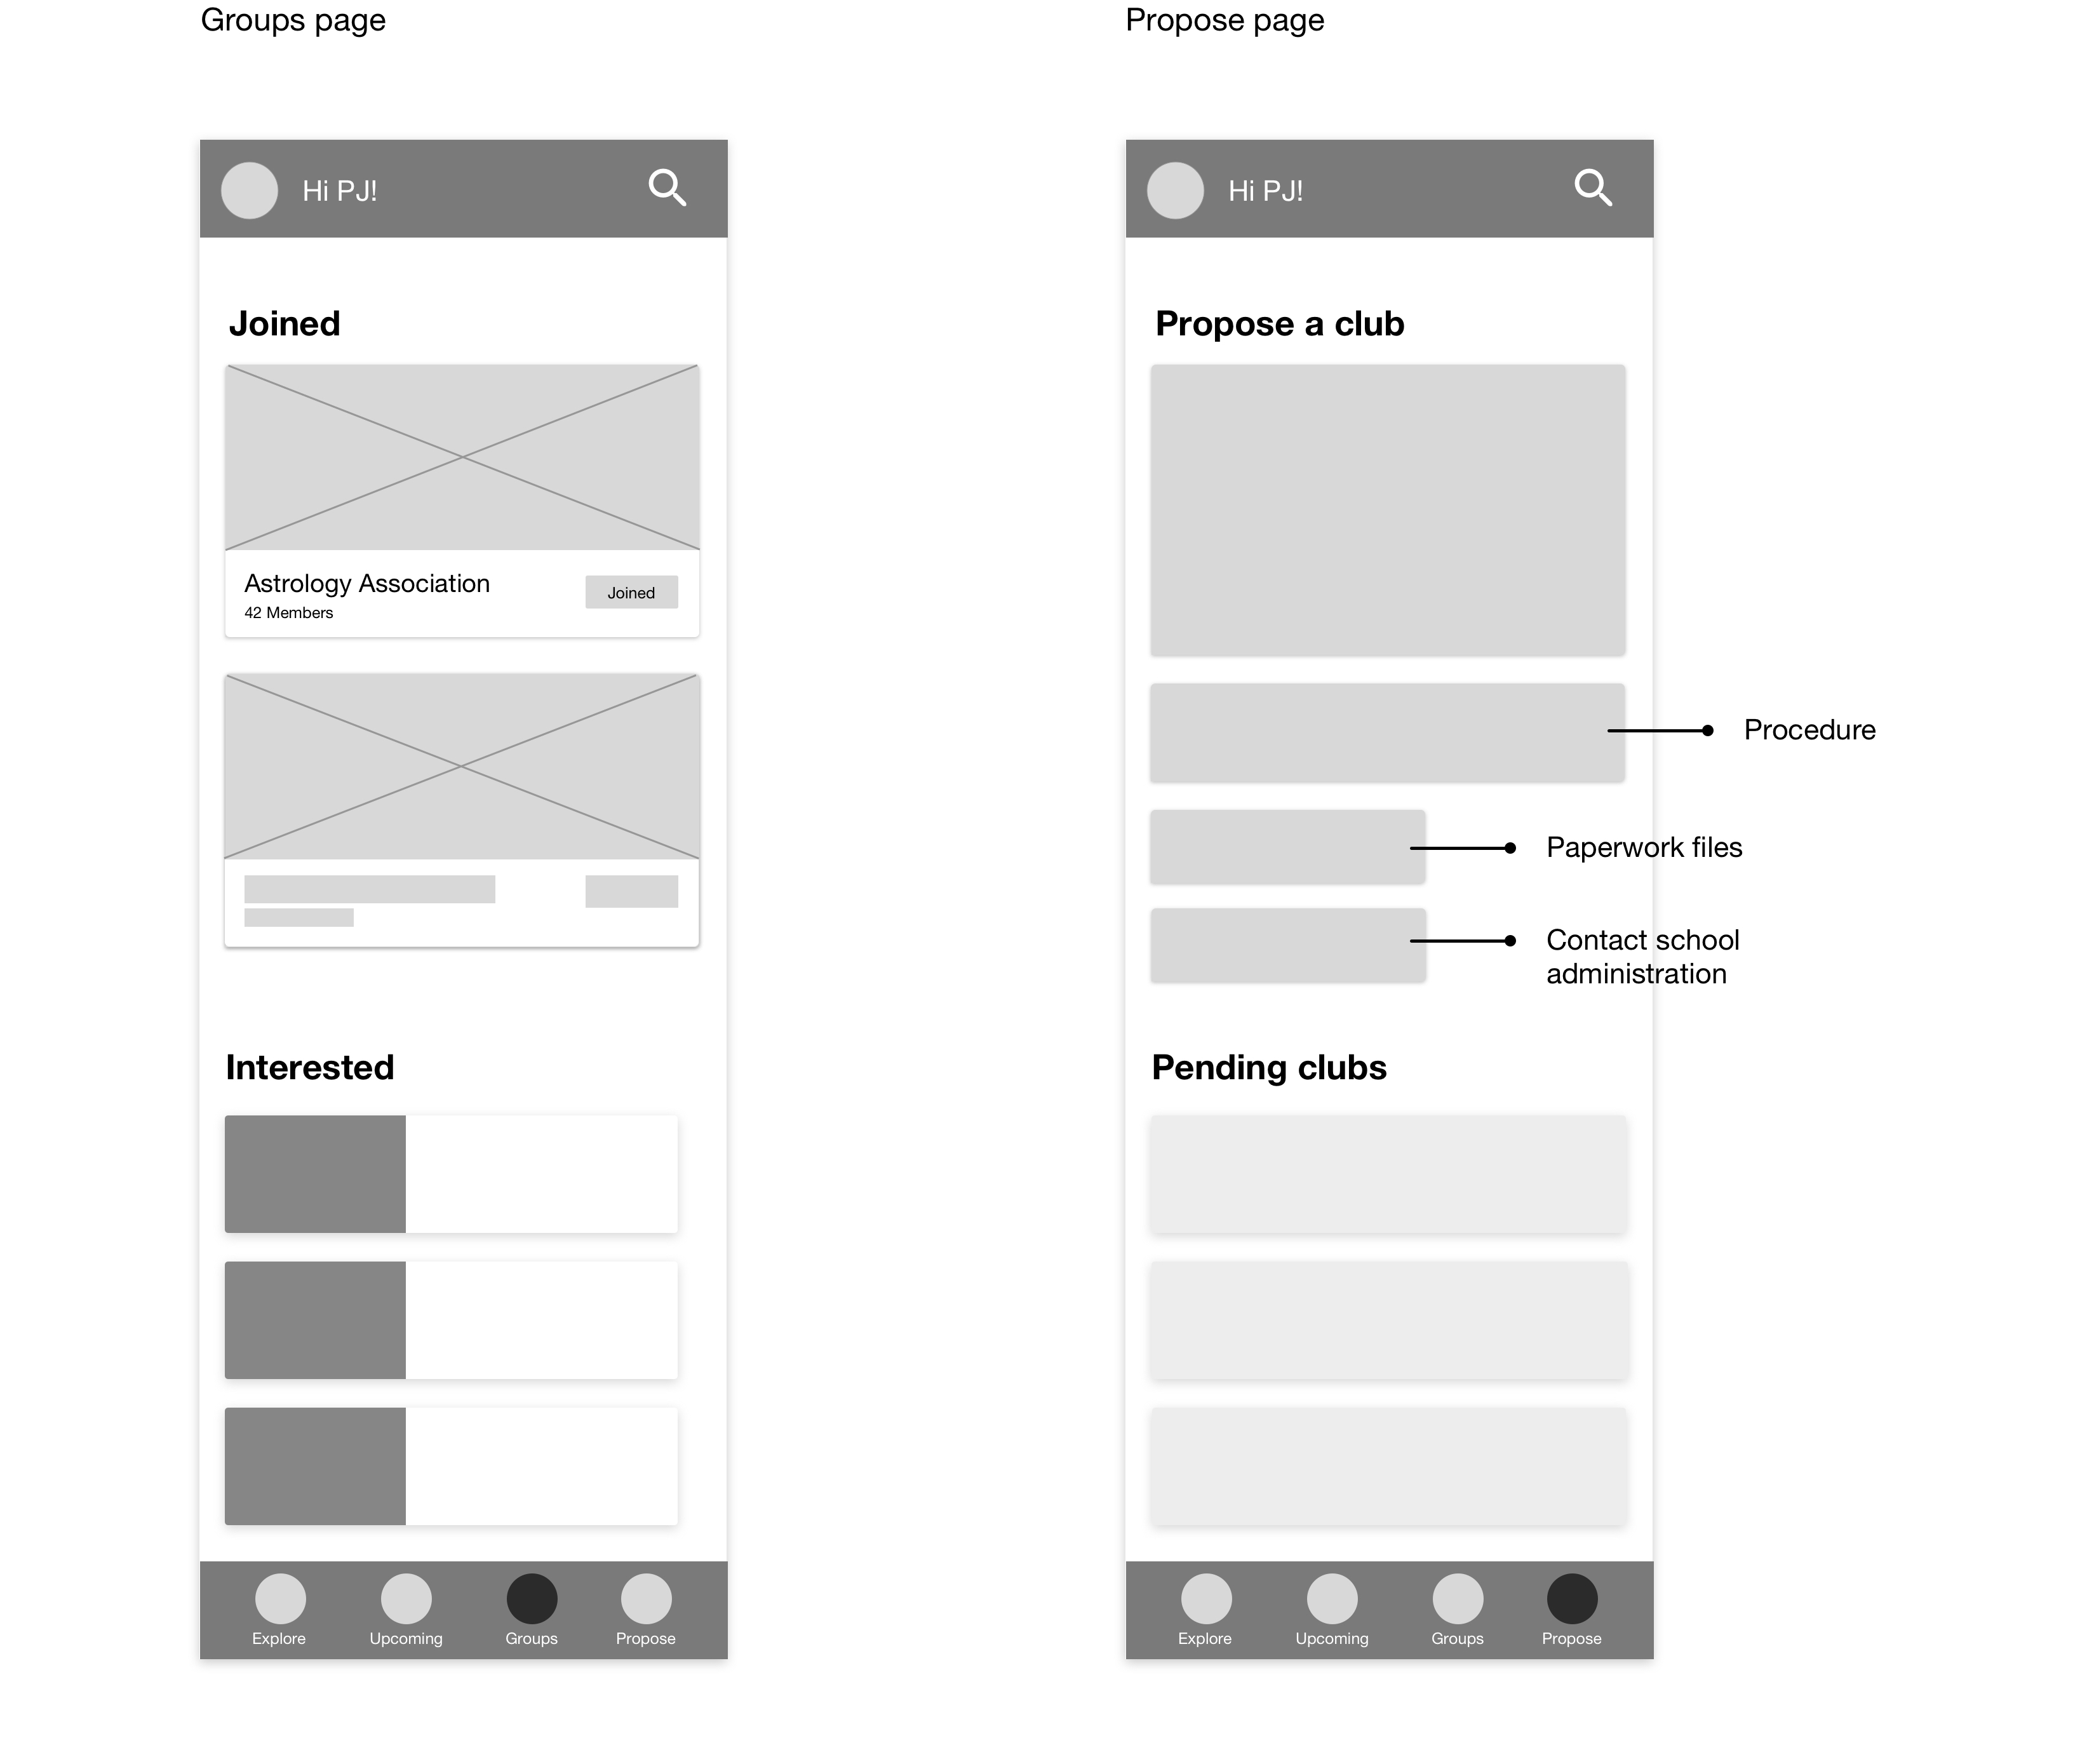 Groups page
Hi PJ!
Joined
Astrology Association
42 Members
Joined
Interested
Explore
Upcoming
Groups
Propose
Propose page
Hi PJ!
Propose a club
Procedure
Paperwork files
Contact school
administration
Pending clubs
Explore
Upcoming
Groups
Propose